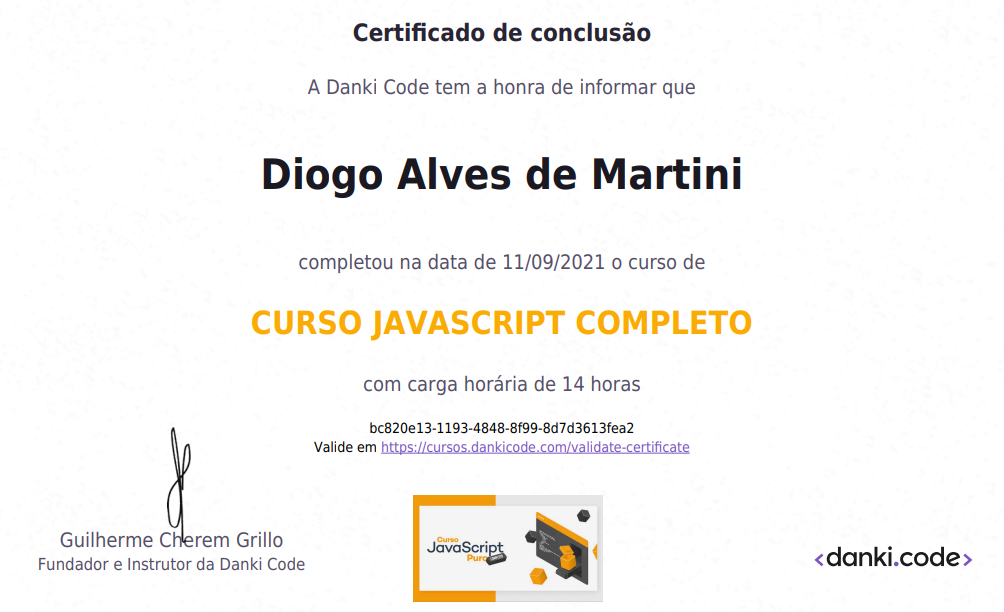 Certificado de conclusão
A Danki Code tem a honra de informar que
Diogo Alves de Martini
completou na data de 11/09/2021 o curso de
CURSO JAVASCRIPT COMPLETO
com carga horária de 14 horas
bc820e13-1193-4848-8f99-8d7d3613fea2
Valide em https://cursos.dankicode.com/validate-certificate
Guilherme Cherem Grillo
Fundador e Instrutor da Danki Code
Curso
JavaScript
Puro
<danki.code>